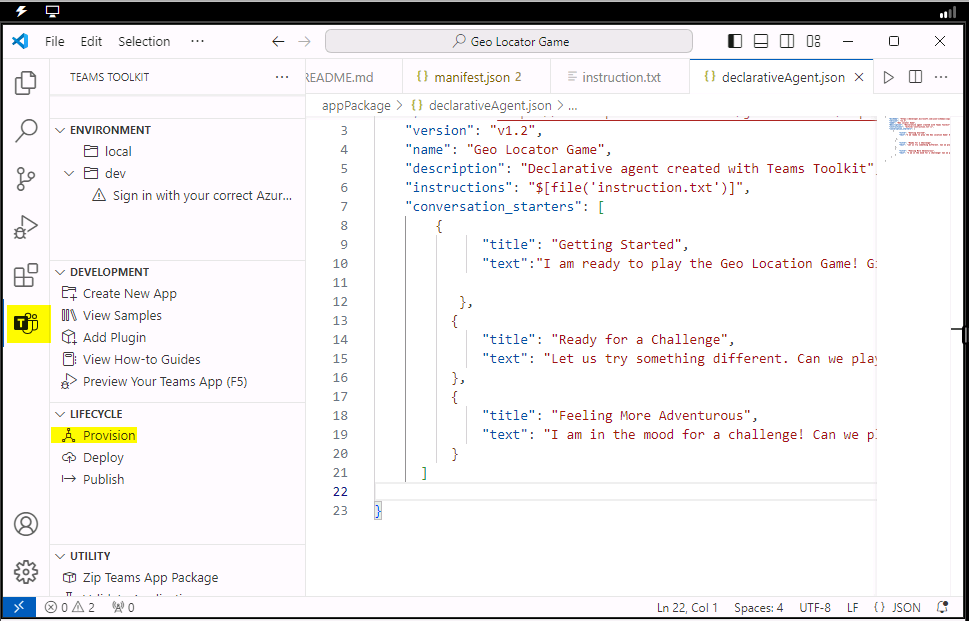 File Edit Selection ··· Geo Locator Game
TEAMS TOOLKIT ···
README.md manifest.json 2 instruction.txt declarativeAgent.json
appPackage > {} declarativeAgent.json > ...
ENVIRONMENT
local
dev
Sign in with your correct Azur...
DEVELOPMENT
Create New App
View Samples
Add Plugin
View How-to Guides
Preview Your Teams App (F5)
LIFECYCLE
Provision
Deploy
Publish
UTILITY
Zip Teams App Package
3 "version": "v1.2",
4 "name": "Geo Locator Game",
5 "description": "Declarative agent created with Teams Toolkit",
6 "instructions": "$[file('instruction.txt')]",
7 "conversation_starters": [
8 {
9 "title": "Getting Started",
10 "text":"I am ready to play the Geo Location Game! Gi
11
12 },
13 {
14 "title": "Ready for a Challenge",
15 "text": "Let us try something different. Can we play
16 },
17 {
18 "title": "Feeling More Adventurous",
19 "text": "I am in the mood for a challenge! Can we pl
20 }
21 ]
22
23 }
0 2 0 Ln 22, Col 1 Spaces: 4 UTF-8 LF {} JSON